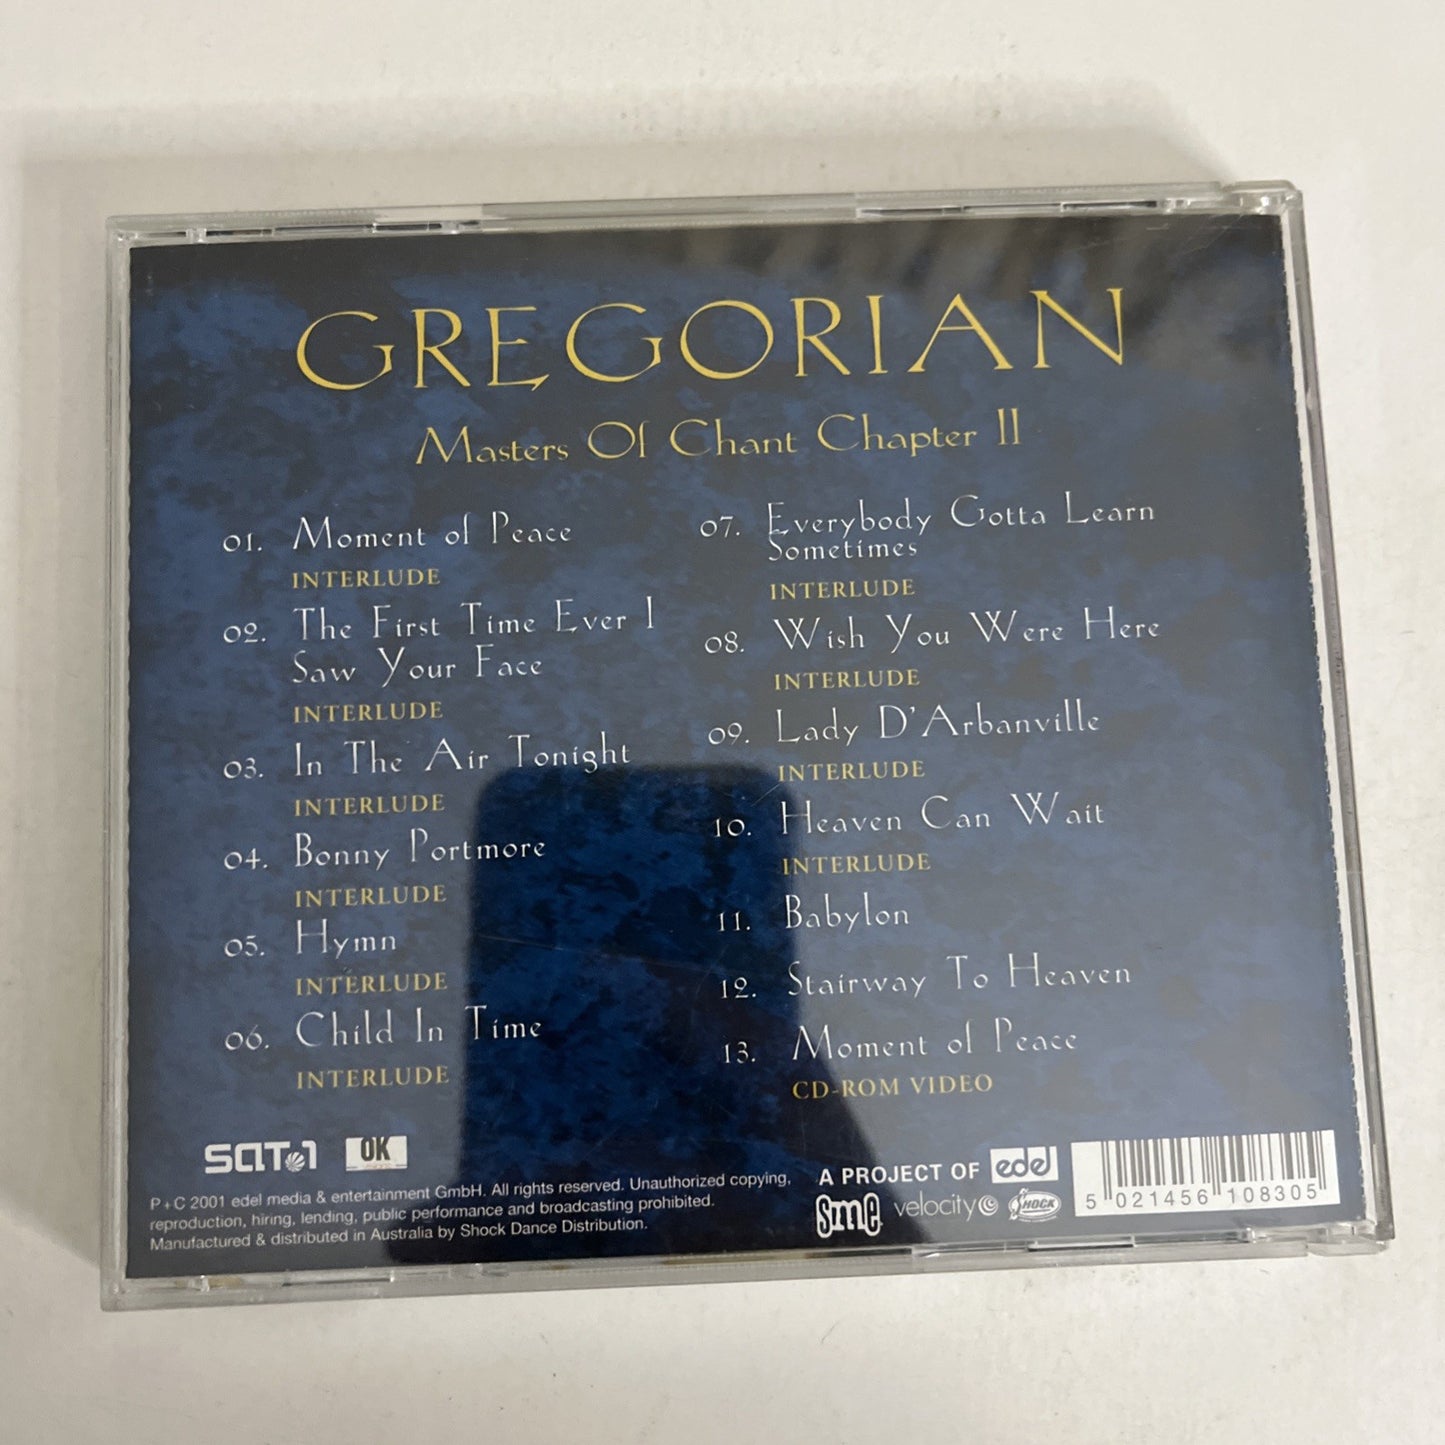 GREGORIAN
Masters Of Chant Chapter II
01. Moment of Peace
INTERLUDE
02. The First Time Ever I
Saw Your Face
INTERLUDE
03. In The Air Tonight
INTERLUDE
04. Bonny Portmore
INTERLUDE
05. Hymn
INTERLUDE
06. Child In Time
INTERLUDE
07. Everybody Gotta Learn
Sometimes
INTERLUDE
08. Wish You Were Here
INTERLUDE
09. Lady D'Arbanville
INTERLUDE
10. Heaven Can Wait
INTERLUDE
11. Babylon
12. Stairway To Heaven
13. Moment of Peace
CD-ROM VIDEO
SAT.1
OK
P + C 2001 edel media & entertainment GmbH. All rights reserved. Unauthorized copying,
reproduction, hiring, lending, public performance and broadcasting prohibited.
Manufactured & distributed in Australia by Shock Dance Distribution.
A PROJECT OF edel
sme velocity SHOCK
5 021456 108305